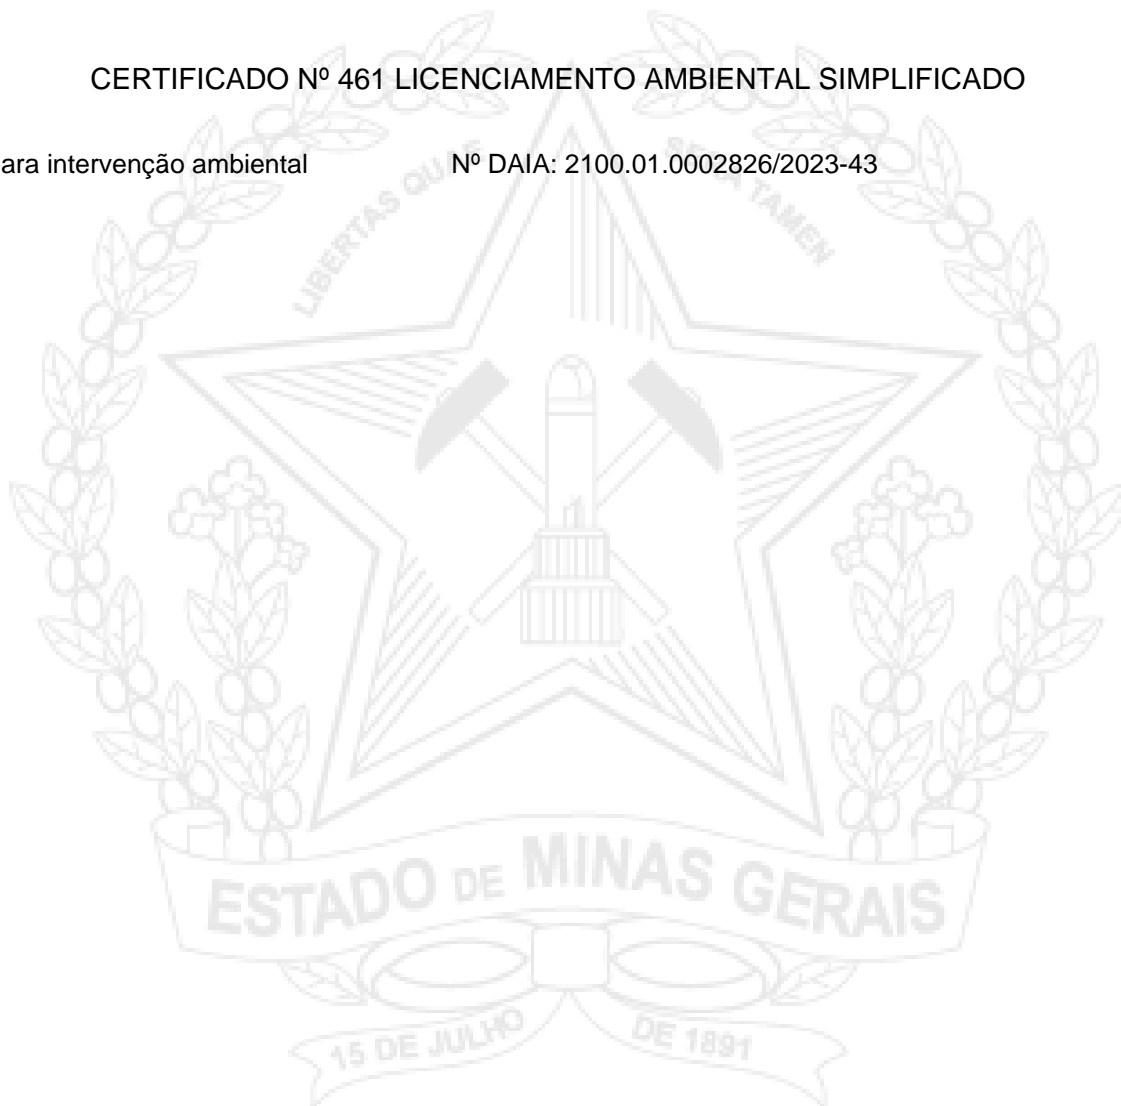 CERTIFICADO Nº 461 LICENCIAMENTO AMBIENTAL SIMPLIFICADO
ara intervenção ambiental Nº DAIA: 2100.01.0002826/2023-43
LIBERTAS QUAE SERA TAMEN
ESTADO DE MINAS GERAIS
15 DE JULHO DE 1891